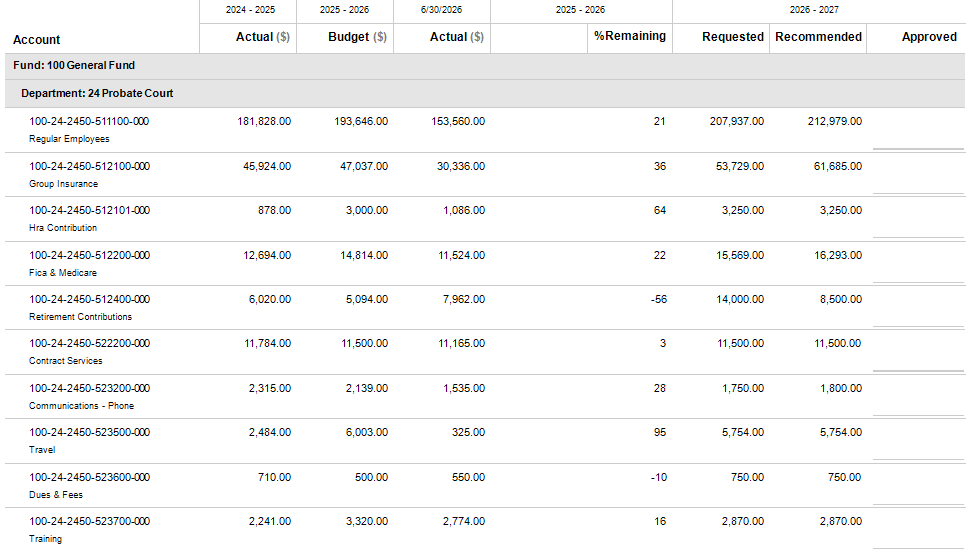 2024 - 2025 2025 - 2026 6/30/2026 2025 - 2026 2026 - 2027
Account Actual ($) Budget ($) Actual ($) %Remaining Requested Recommended Approved
Fund: 100 General Fund
Department: 24 Probate Court
100-24-2450-511100-000 181,828.00 193,646.00 153,560.00 21 207,937.00 212,979.00
Regular Employees
100-24-2450-512100-000 45,924.00 47,037.00 30,336.00 36 53,729.00 61,685.00
Group Insurance
100-24-2450-512101-000 878.00 3,000.00 1,086.00 64 3,250.00 3,250.00
Hra Contribution
100-24-2450-512200-000 12,694.00 14,814.00 11,524.00 22 15,569.00 16,293.00
Fica & Medicare
100-24-2450-512400-000 6,020.00 5,094.00 7,962.00 -56 14,000.00 8,500.00
Retirement Contributions
100-24-2450-522200-000 11,784.00 11,500.00 11,165.00 3 11,500.00 11,500.00
Contract Services
100-24-2450-523200-000 2,315.00 2,139.00 1,535.00 28 1,750.00 1,800.00
Communications - Phone
100-24-2450-523500-000 2,484.00 6,003.00 325.00 95 5,754.00 5,754.00
Travel
100-24-2450-523600-000 710.00 500.00 550.00 -10 750.00 750.00
Dues & Fees
100-24-2450-523700-000 2,241.00 3,320.00 2,774.00 16 2,870.00 2,870.00
Training